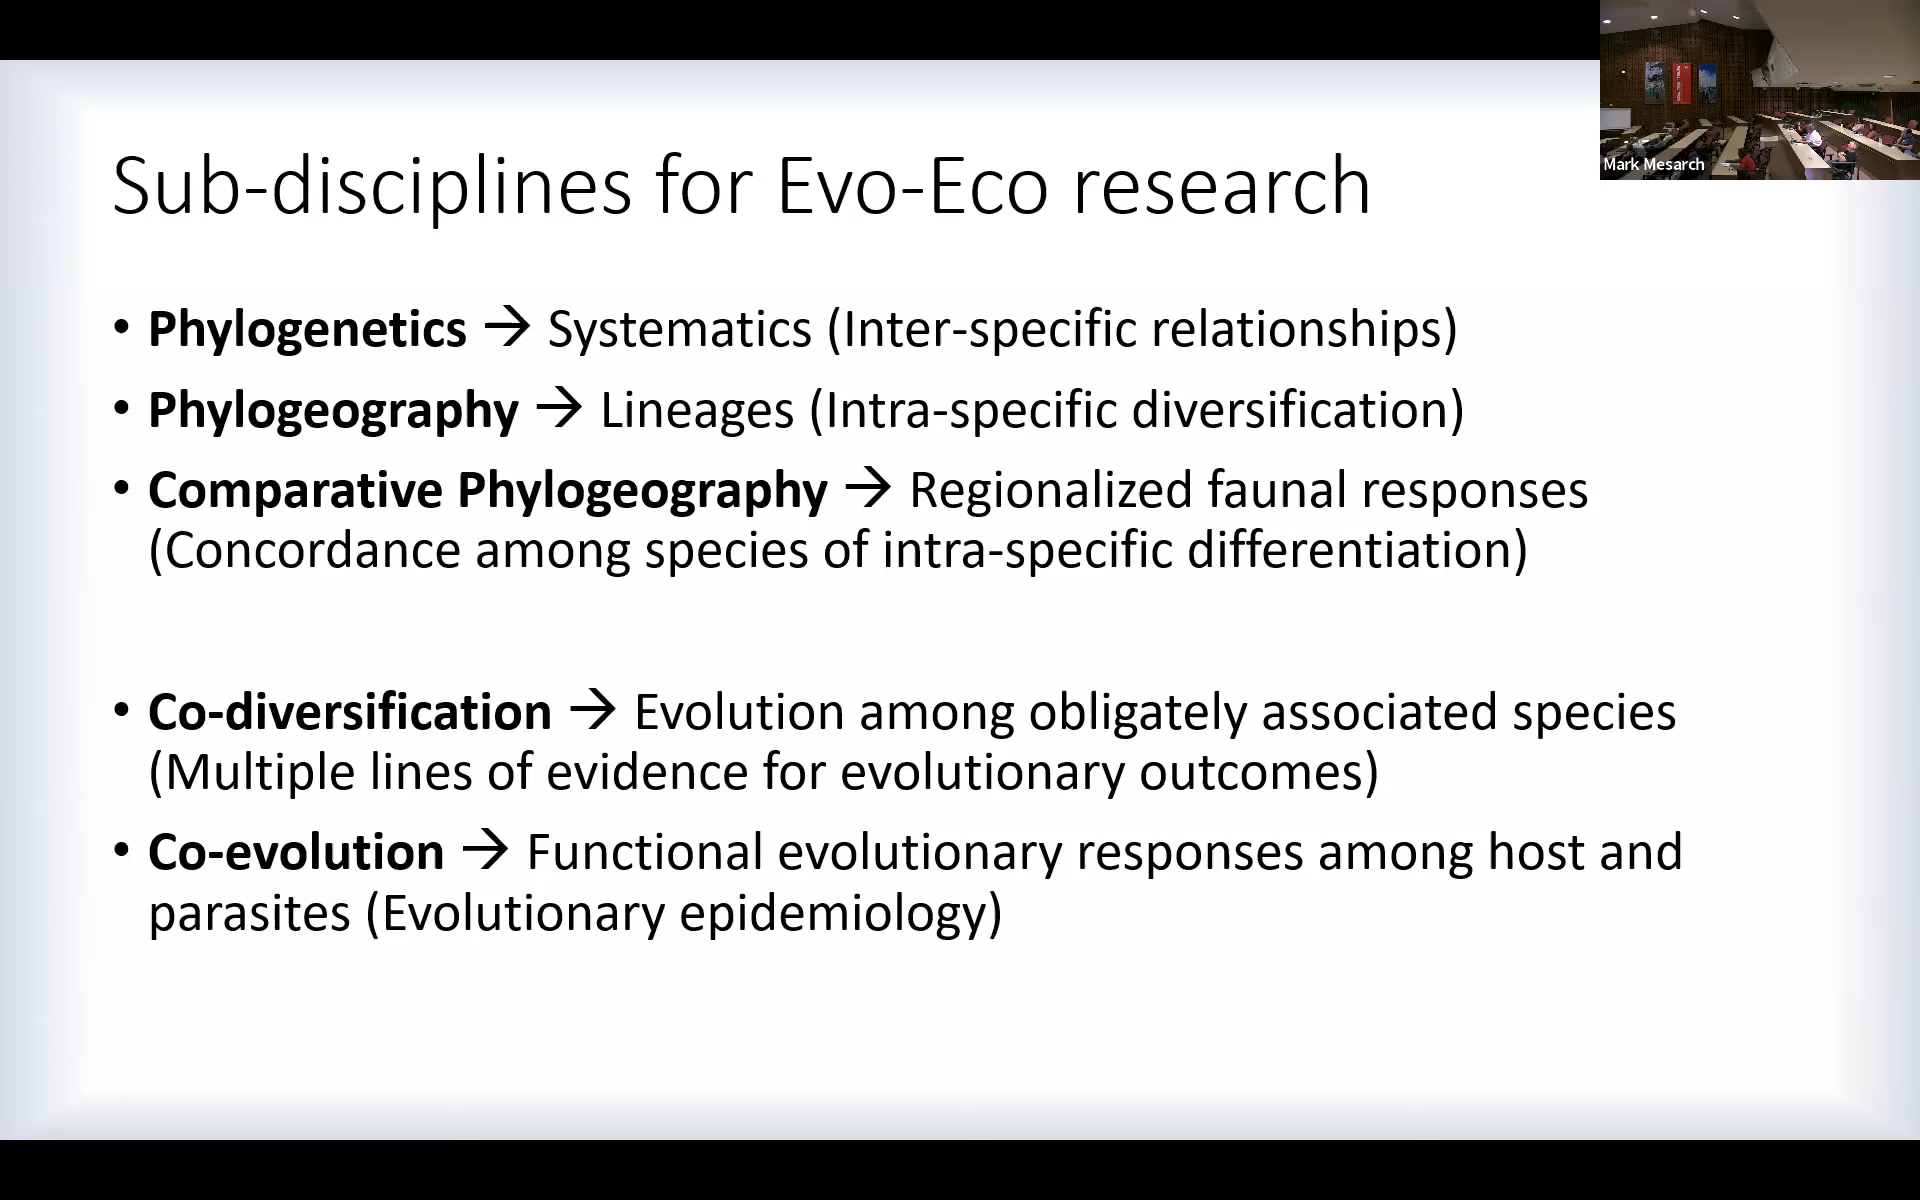 Mark Mesarch
Sub-disciplines for Evo-Eco research
• Phylogenetics → Systematics (Inter-specific relationships)
• Phylogeography → Lineages (Intra-specific diversification)
• Comparative Phylogeography → Regionalized faunal responses
(Concordance among species of intra-specific differentiation)
• Co-diversification → Evolution among obligately associated species
(Multiple lines of evidence for evolutionary outcomes)
• Co-evolution → Functional evolutionary responses among host and
parasites (Evolutionary epidemiology)